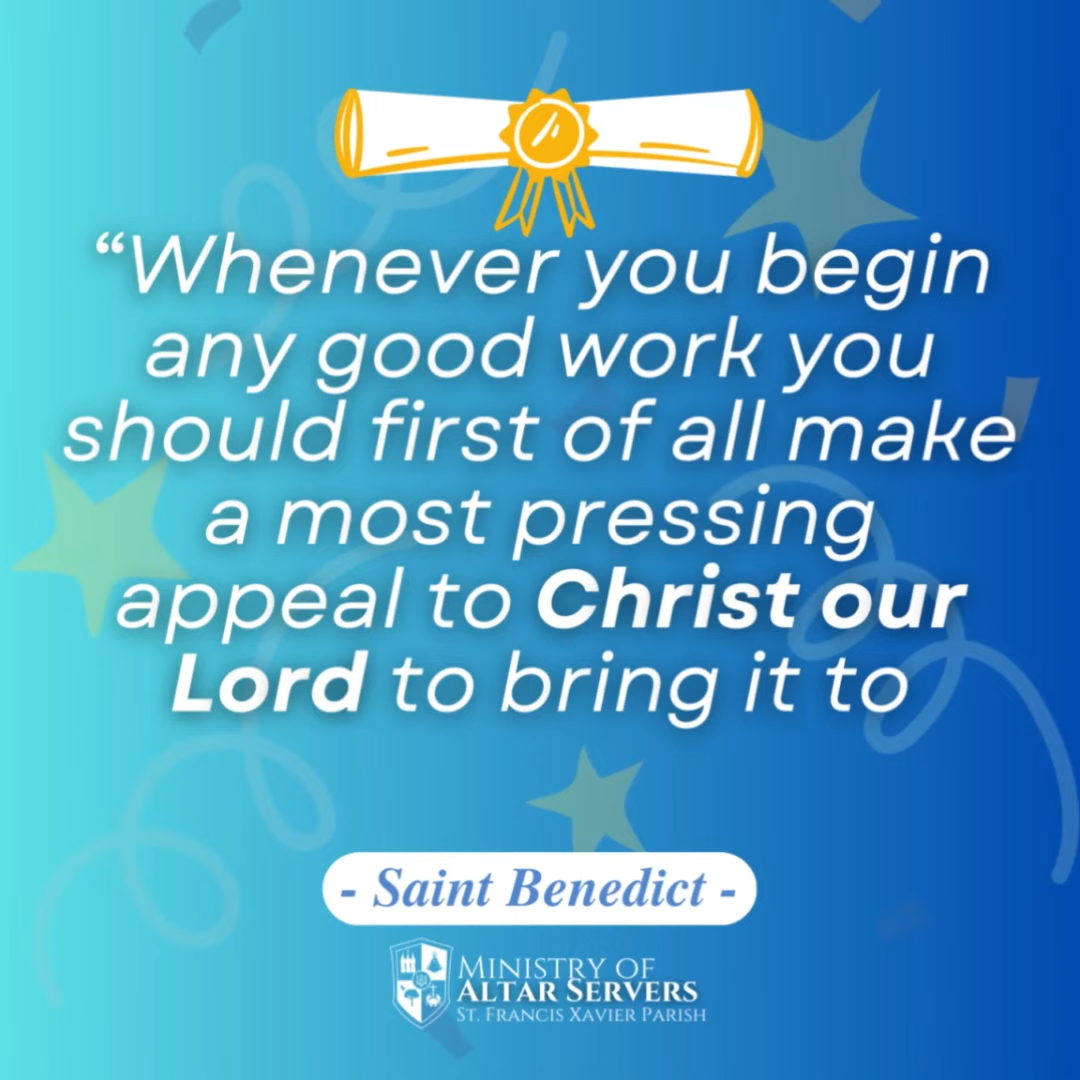 “Whenever you begin
any good work you
should first of all make
a most pressing
appeal to Christ our
Lord to bring it to
- Saint Benedict -
MINISTRY OF
ALTAR SERVERS
ST. FRANCIS XAVIER PARISH